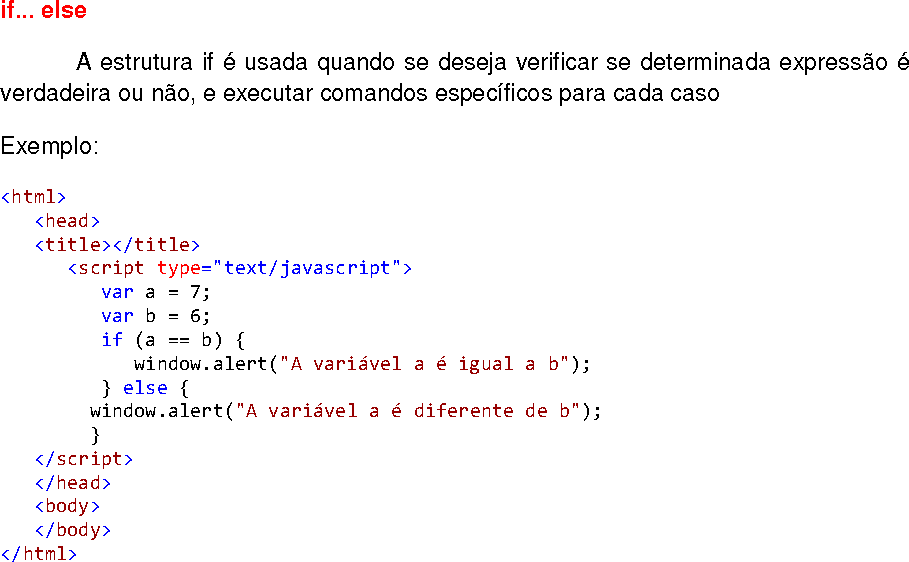 if... else
A estrutura if é usada quando se deseja verificar se determinada expressão é
verdadeira ou não, e executar comandos específicos para cada caso
Exemplo:
<html>
<head>
<title></title>
<script type="text/javascript">
var a = 7;
var b = 6;
if (a == b) {
window.alert("A variável a é igual a b");
} else {
window.alert("A variável a é diferente de b");
}
</script>
</head>
<body>
</body>
</html>